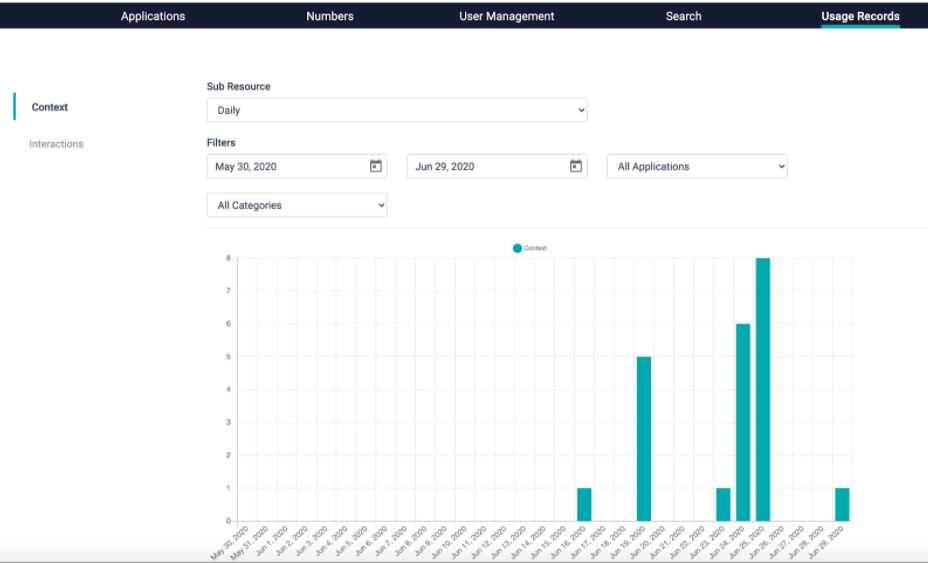 Applications
Numbers
User Management
Search
Usage Records
Context
Interactions
Sub Resource
Daily
Filters
May 30, 2020
Jun 29, 2020
All Applications
All Categories
Context
8
7
6
5
4
3
2
1
0
May 30, 2020
May 31, 2020
Jun 1, 2020
Jun 2, 2020
Jun 3, 2020
Jun 4, 2020
Jun 5, 2020
Jun 6, 2020
Jun 7, 2020
Jun 8, 2020
Jun 9, 2020
Jun 10, 2020
Jun 11, 2020
Jun 12, 2020
Jun 13, 2020
Jun 14, 2020
Jun 15, 2020
Jun 16, 2020
Jun 17, 2020
Jun 18, 2020
Jun 19, 2020
Jun 20, 2020
Jun 21, 2020
Jun 22, 2020
Jun 23, 2020
Jun 24, 2020
Jun 25, 2020
Jun 26, 2020
Jun 27, 2020
Jun 28, 2020
Jun 29, 2020